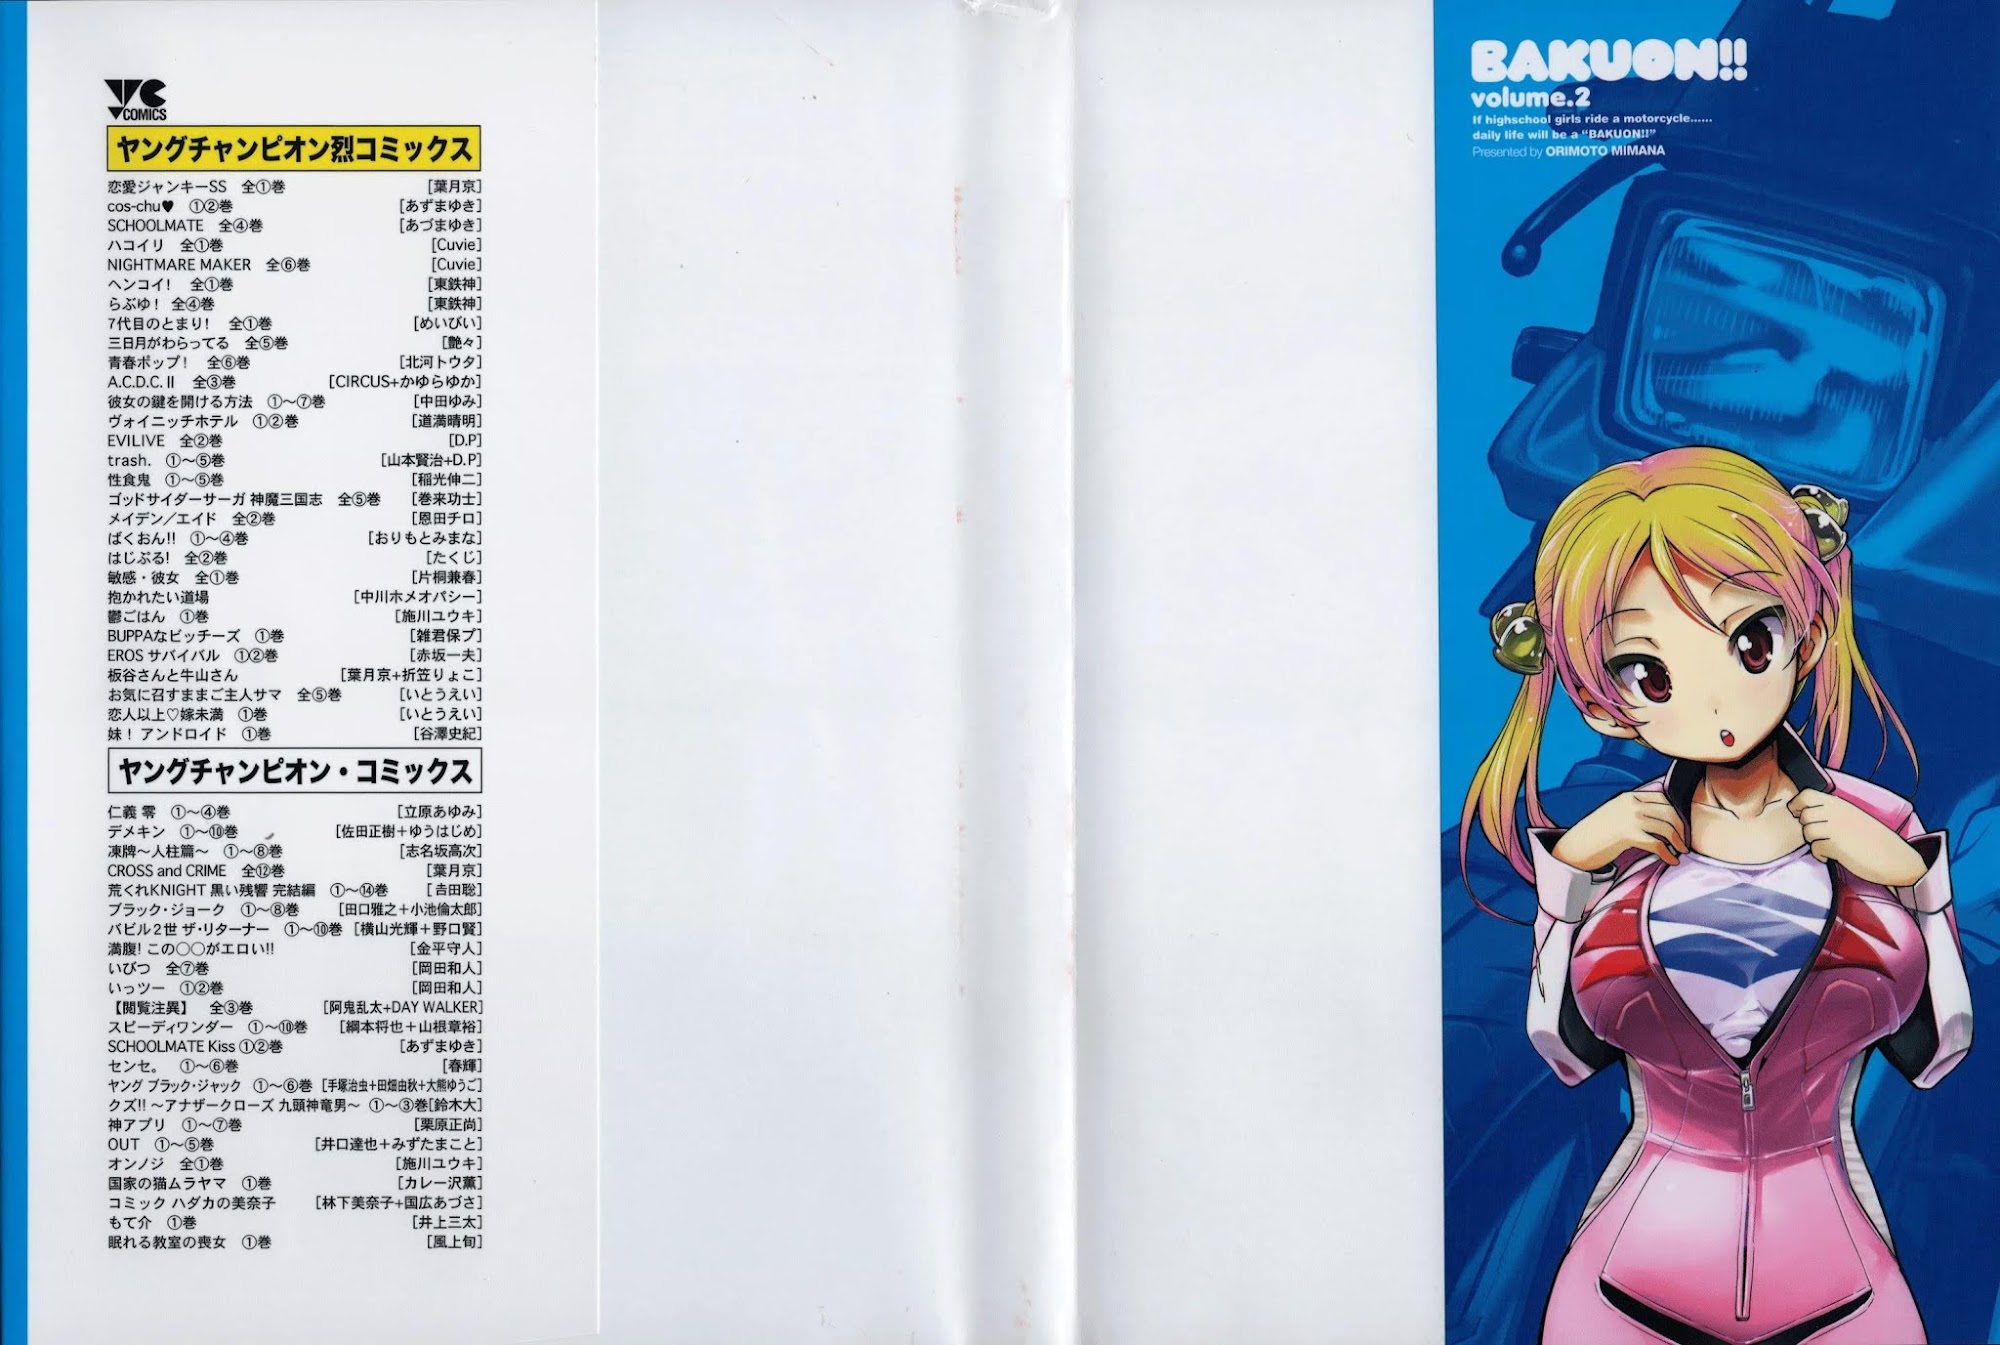 YC COMICS
ヤングチャンピオン烈コミックス
恋愛ジャンキーSS 全①巻 [葉月京]
cos-chu♥ ①②巻 [あずまゆき]
SCHOOLMATE 全④巻 [あづまゆき]
ハコイリ 全①巻 [Cuvie]
NIGHTMARE MAKER 全⑥巻 [Cuvie]
ヘンコイ! 全①巻 [東鉄神]
らぶゆ! 全④巻 [東鉄神]
7代目のとまり! 全①巻 [めいびい]
三日月がわらってる 全⑤巻 [艶々]
青春ポップ! 全⑥巻 [北河トウタ]
A.C.D.C.Ⅱ 全③巻 [CIRCUS+かゆらゆか]
彼女の鍵を開ける方法 ①〜⑦巻 [中田ゆみ]
ヴォイニッチホテル ①②巻 [道満晴明]
EVILIVE 全②巻 [D.P]
trash. ①〜⑤巻 [山本賢治+D.P]
性食鬼 ①〜⑤巻 [稲光伸二]
ゴッドサイダーサーガ 神魔三国志 全⑤巻 [巻来功士]
メイデン/エイド 全②巻 [恩田チロ]
ばくおん!! ①〜④巻 [おりもとみまな]
はじぷる! 全②巻 [たくじ]
敏感・彼女 全①巻 [片桐兼春]
抱かれたい道場 [中川ホメオパシー]
鬱ごはん ①巻 [施川ユウキ]
BUPPAなビッチーズ ①巻 [雑君保プ]
EROS サバイバル ①②巻 [赤坂一夫]
板谷さんと牛山さん [葉月京+折笠りょこ]
お気に召すままご主人サマ 全⑤巻 [いとうえい]
恋人以上♡嫁未満 ①巻 [いとうえい]
妹! アンドロイド ①巻 [谷澤史紀]
ヤングチャンピオン・コミックス
仁義 零 ①〜④巻 [立原あゆみ]
デメキン ①〜⑩巻 [佐田正樹+ゆうはじめ]
凍牌〜人柱篇〜 ①〜⑧巻 [志名坂高次]
CROSS and CRIME 全⑫巻 [葉月京]
荒くれKNIGHT 黒い残響 完結編 ①〜⑭巻 [吉田聡]
ブラック・ジョーク ①〜⑧巻 [田口雅之+小池倫太郎]
バビル2世 ザ・リターナー ①〜⑩巻 [横山光輝+野口賢]
満腹! この〇〇がエロい!! [金平守人]
いびつ 全⑦巻 [岡田和人]
いっツー ①②巻 [岡田和人]
【閲覧注異】 全③巻 [阿鬼乱太+DAY WALKER]
スピーディワンダー ①〜⑩巻 [綱本将也+山根章裕]
SCHOOLMATE Kiss ①②巻 [あずまゆき]
センセ。 ①〜⑥巻 [春輝]
ヤング ブラック・ジャック ①〜⑥巻 [手塚治虫+田畑由秋+大熊ゆうご]
クズ!! 〜アナザークローズ 九頭神竜男〜 ①〜③巻[鈴木大]
神アプリ ①〜⑦巻 [栗原正尚]
OUT ①〜⑤巻 [井口達也+みずたまこと]
オンノジ 全①巻 [施川ユウキ]
国家の猫ムラヤマ ①巻 [カレー沢薫]
コミック ハダカの美奈子 [林下美奈子+国広あづさ]
もて介 ①巻 [井上三太]
眠れる教室の喪女 ①巻 [風上旬]
BAKUON!!
volume.2
If highschool girls ride a motorcycle......
daily life will be a “BAKUON!!”
Presented by ORIMOTO MIMANA